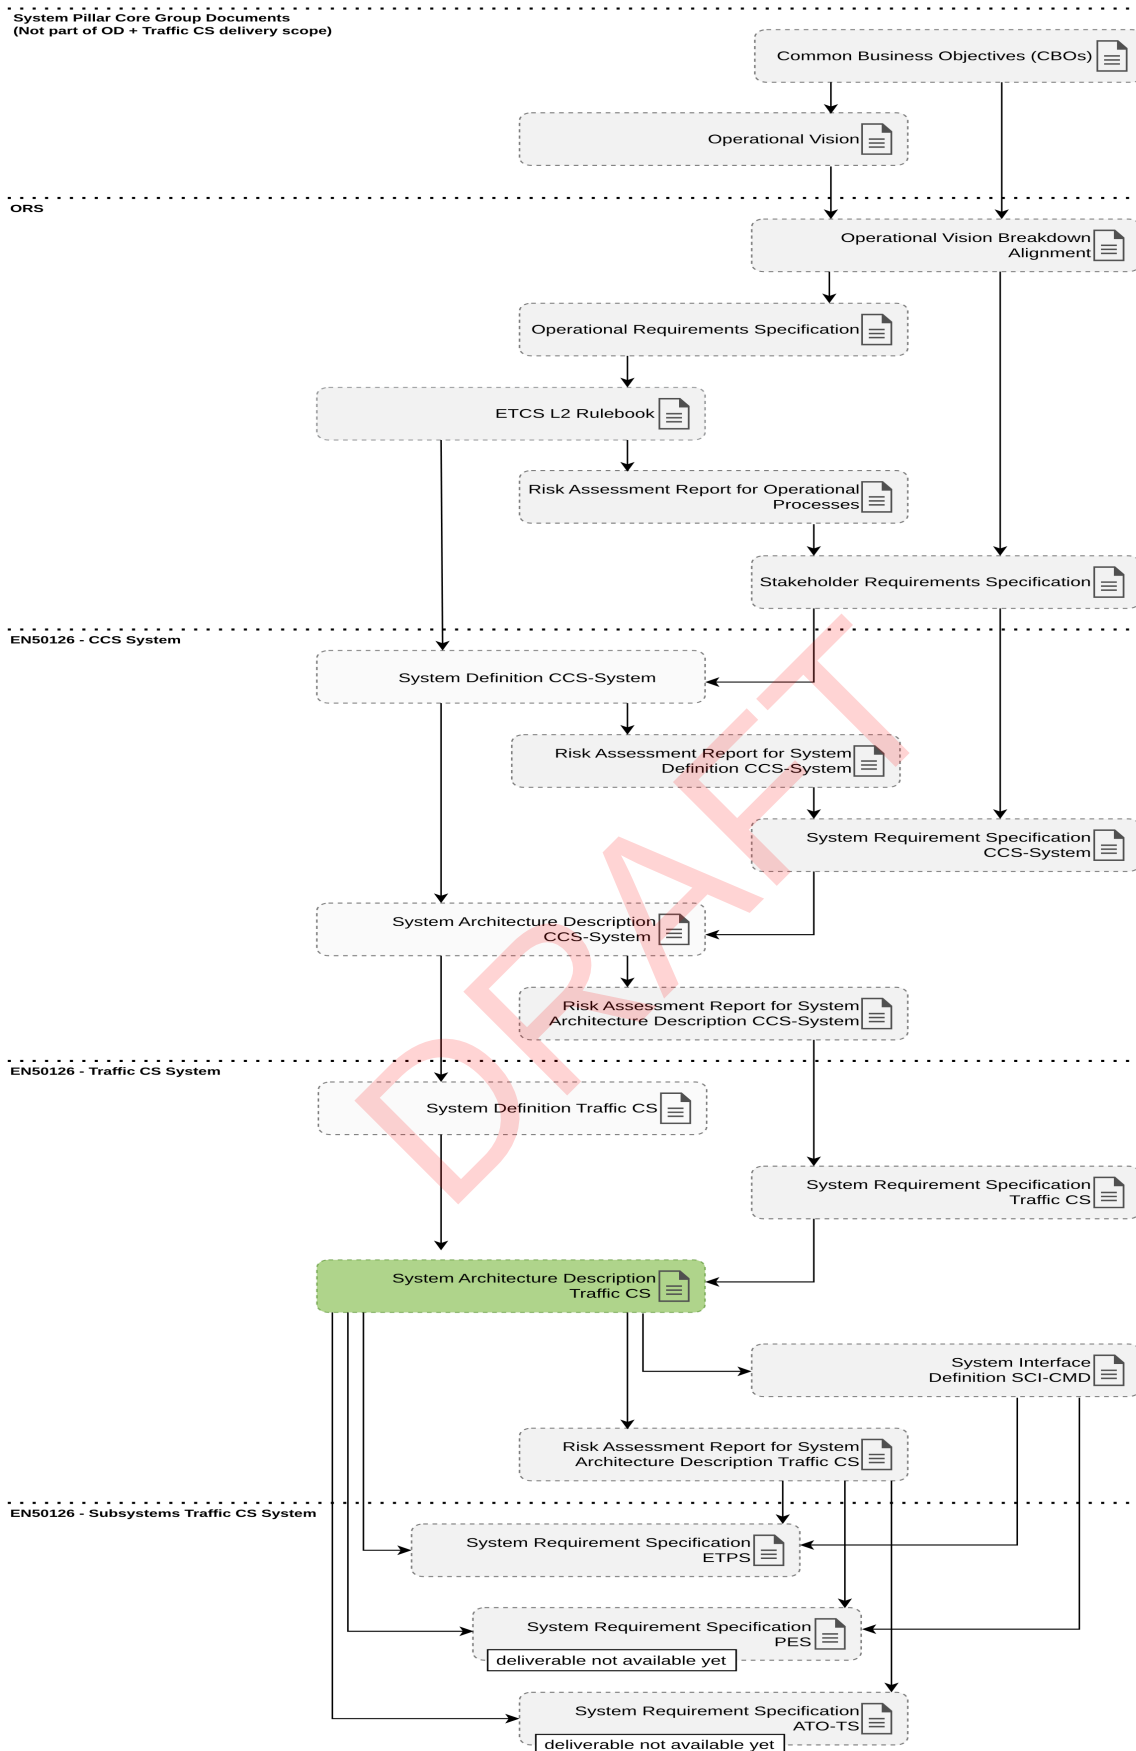 System Pillar Core Group Documents
(Not part of OD + Traffic CS delivery scope)
Common Business Objectives (CBOs)
Operational Vision
ORS
Operational Vision Breakdown
Alignment
Operational Requirements Specification
ETCS L2 Rulebook
Risk Assessment Report for Operational
Processes
Stakeholder Requirements Specification
EN50126 - CCS System
System Definition CCS-System
Risk Assessment Report for System
Definition CCS-System
System Requirement Specification
CCS-System
System Architecture Description
CCS-System
Risk Assessment Report for System
Architecture Description CCS-System
DRAFT
EN50126 - Traffic CS System
System Definition Traffic CS
System Requirement Specification
Traffic CS
System Architecture Description
Traffic CS
System Interface
Definition SCI-CMD
Risk Assessment Report for System
Architecture Description Traffic CS
EN50126 - Subsystems Traffic CS System
System Requirement Specification
ETPS
System Requirement Specification
PES
deliverable not available yet
System Requirement Specification
ATO-TS
deliverable not available yet